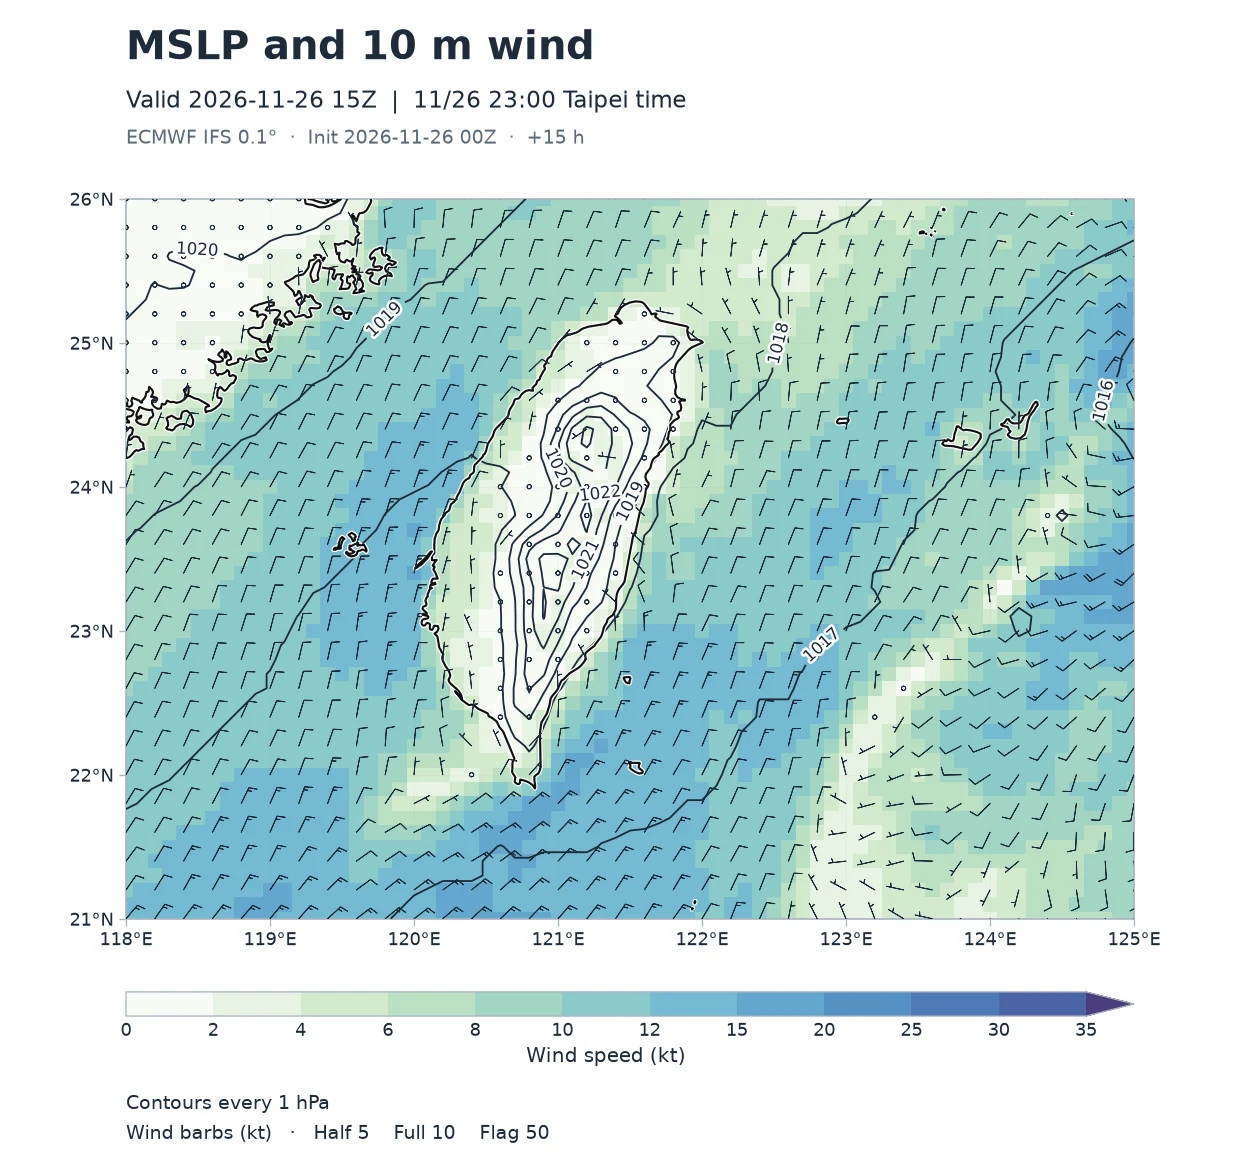 MSLP and 10 m wind
Valid 2026-11-26 15Z | 11/26 23:00 Taipei time
ECMWF IFS 0.1° · Init 2026-11-26 00Z · +15 h
26°N
25°N
24°N
23°N
22°N
21°N
1020
1019
1018
1016
1020
1022
1019
1021
1017
118°E 119°E 120°E 121°E 122°E 123°E 124°E 125°E
0 2 4 6 8 10 12 15 20 25 30 35
Wind speed (kt)
Contours every 1 hPa
Wind barbs (kt) · Half 5 Full 10 Flag 50